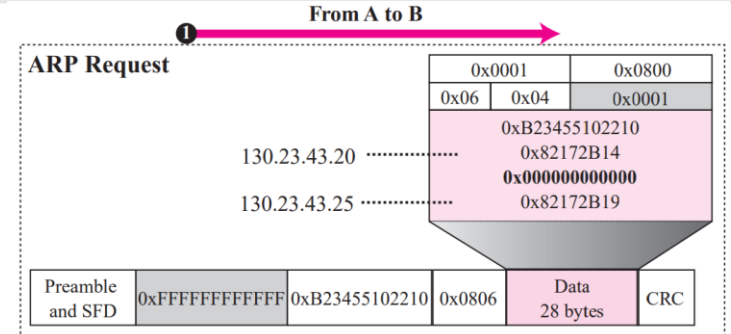 From A to B
1
ARP Request
0x0001 0x0800
0x06 0x04 0x0001
0xB23455102210
130.23.43.20 0x82172B14
0x000000000000
130.23.43.25 0x82172B19
Preamble and SFD 0xFFFFFFFFFFFF 0xB23455102210 0x0806 Data 28 bytes CRC